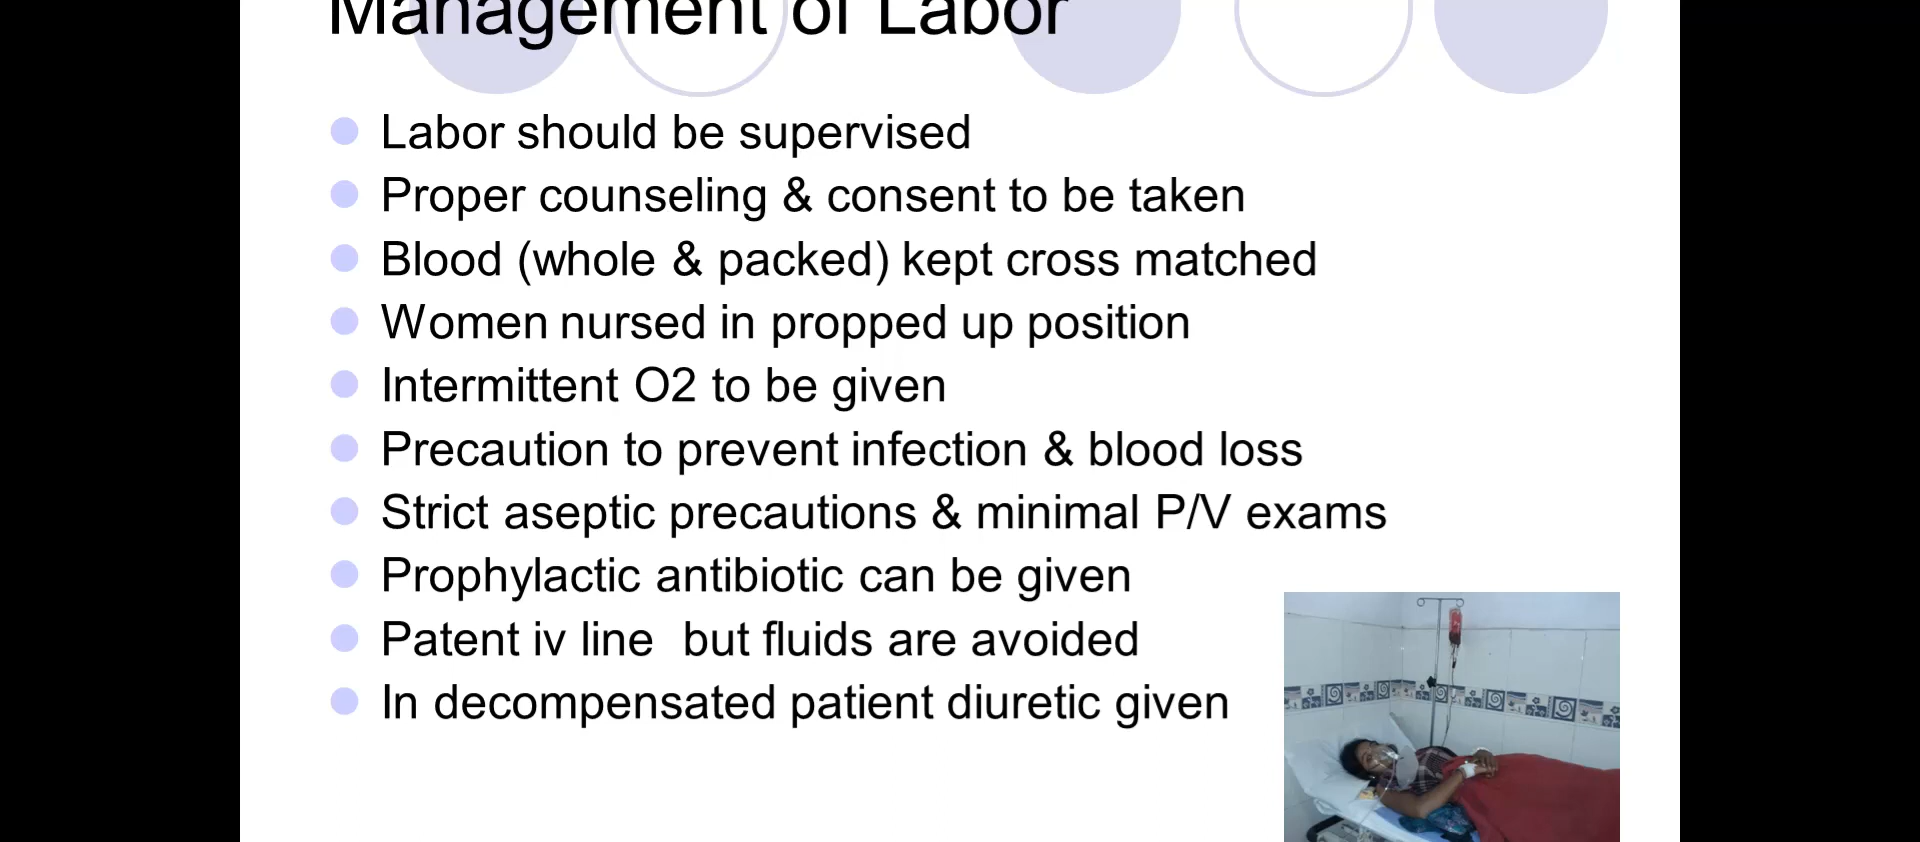 Management of Labor
Labor should be supervised
Proper counseling & consent to be taken
Blood (whole & packed) kept cross matched
Women nursed in propped up position
Intermittent O2 to be given
Precaution to prevent infection & blood loss
Strict aseptic precautions & minimal P/V exams
Prophylactic antibiotic can be given
Patent iv line  but fluids are avoided
In decompensated patient diuretic given